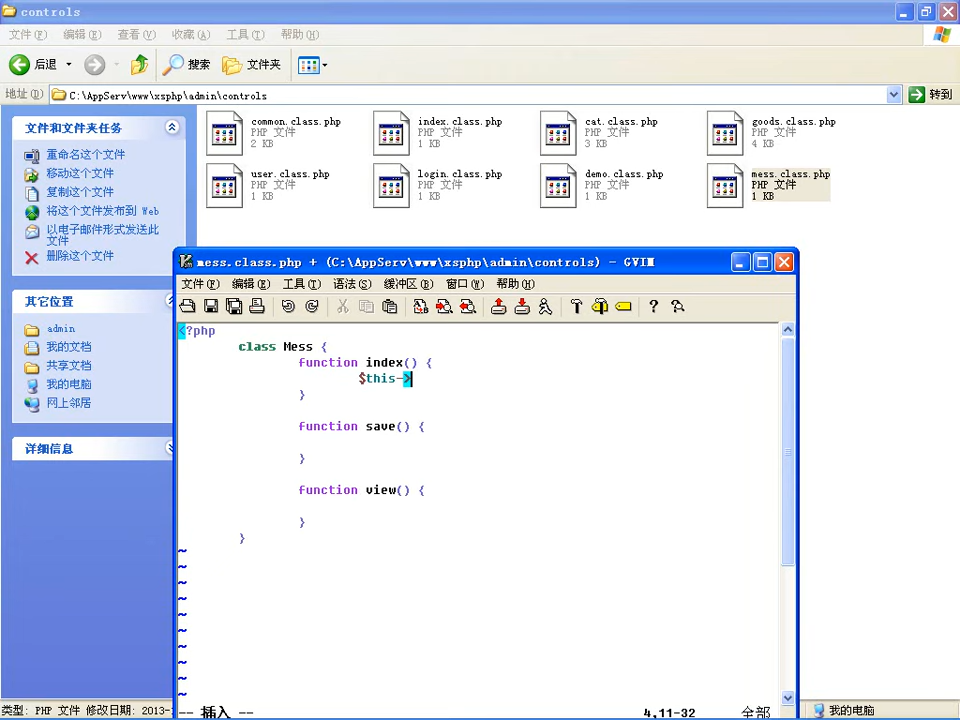 controls
文件(F) 编辑(E) 查看(V) 收藏(A) 工具(T) 帮助(H)
后退 搜索 文件夹
地址(D) C:\AppServ\www\xsphp\admin\controls 转到
文件和文件夹任务
重命名这个文件
移动这个文件
复制这个文件
将这个文件发布到 Web
以电子邮件形式发送此
文件
删除这个文件
其它位置
admin
我的文档
共享文档
我的电脑
网上邻居
详细信息
common.class.php
PHP 文件
2 KB
index.class.php
PHP 文件
1 KB
cat.class.php
PHP 文件
3 KB
goods.class.php
PHP 文件
4 KB
user.class.php
PHP 文件
1 KB
login.class.php
PHP 文件
1 KB
demo.class.php
PHP 文件
1 KB
mess.class.php
PHP 文件
1 KB
mess.class.php + (C:\AppServ\www\xsphp\admin\controls) - GVIM
文件(F) 编辑(E) 工具(T) 语法(S) 缓冲区(B) 窗口(W) 帮助(H)
<?php
class Mess {
function index() {
$this->
}
function save() {
}
function view() {
}
}
~
~
~
~
~
~
~
~
~
~
-- 插入 -- 4,11-32 全部
类型: PHP 文件 修改日期: 2013-
我的电脑